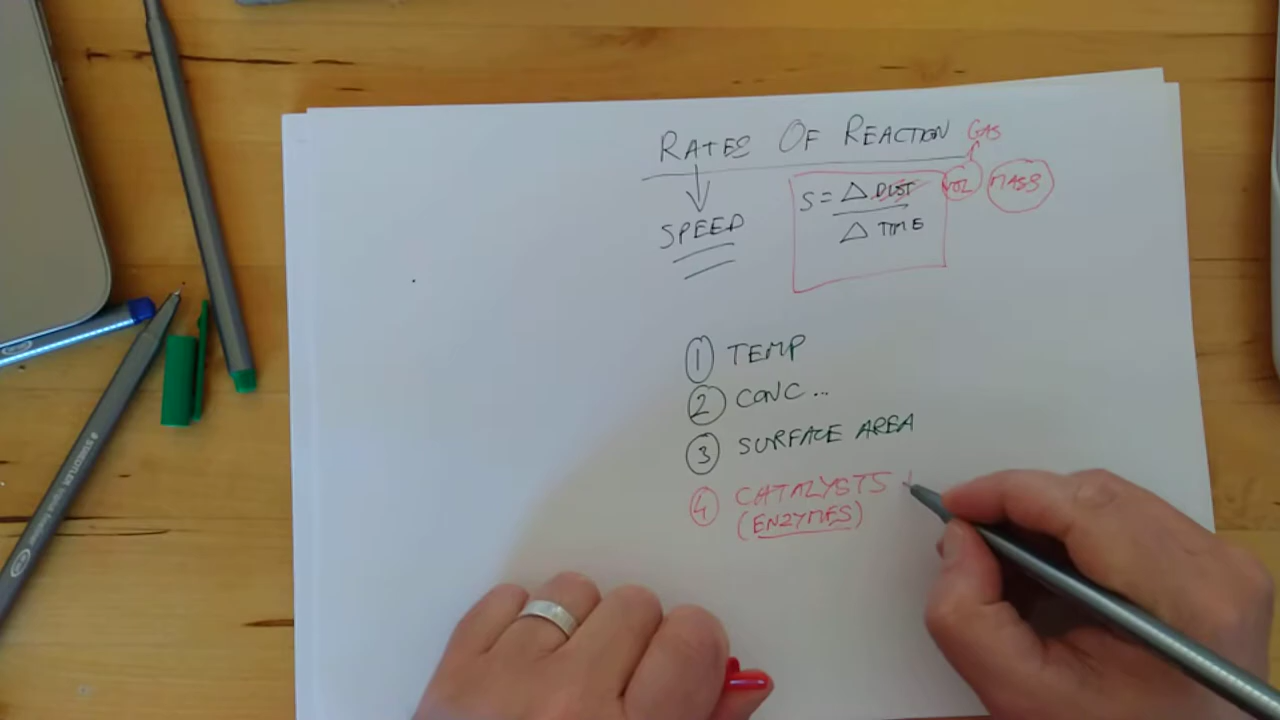 RATES OF REACTION GAS
SPEED
S = Δ DIST VOL MASS
Δ TIME
1 TEMP
2 CONC...
3 SURFACE AREA
4 CATALYSTS
(ENZYMES)
STAEDTLER